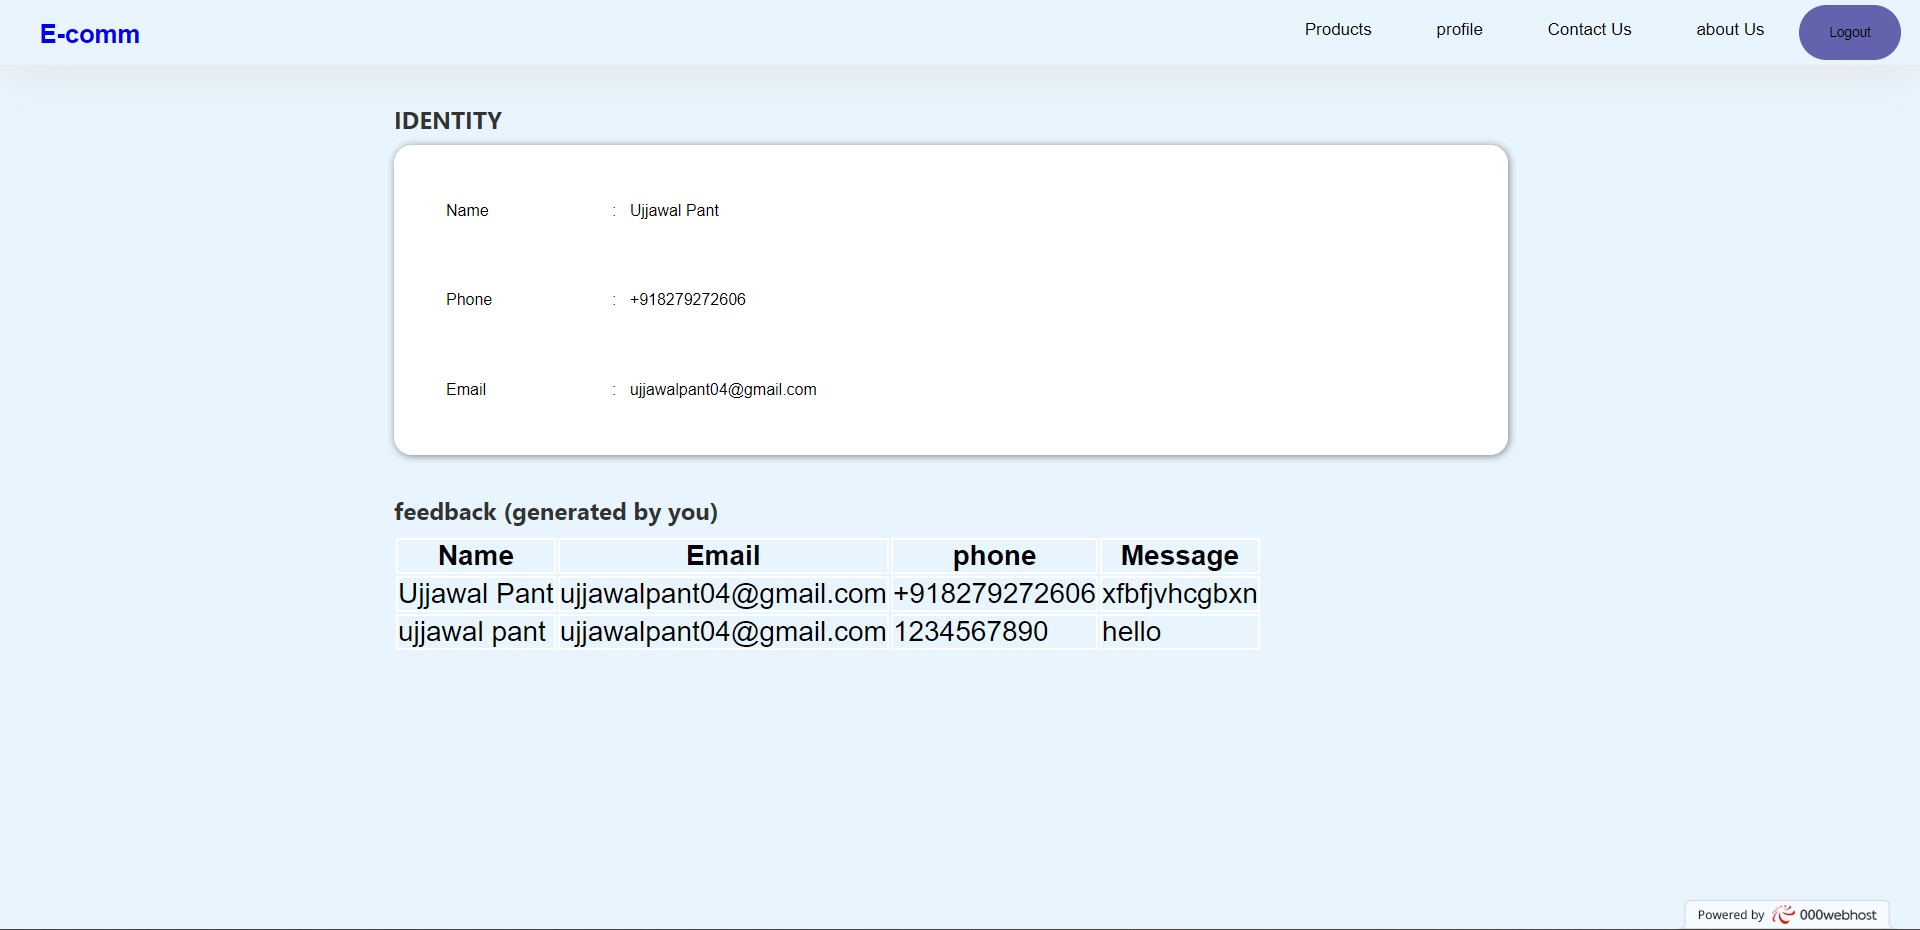 E-comm Products profile Contact Us about Us Logout
IDENTITY
Name : Ujjawal Pant
Phone : +918279272606
Email : ujjawalpant04@gmail.com
feedback (generated by you)
Name Email phone Message
Ujjawal Pant ujjawalpant04@gmail.com +918279272606 xfbfjvhcgbxn
ujjawal pant ujjawalpant04@gmail.com 1234567890 hello
Powered by 000webhost